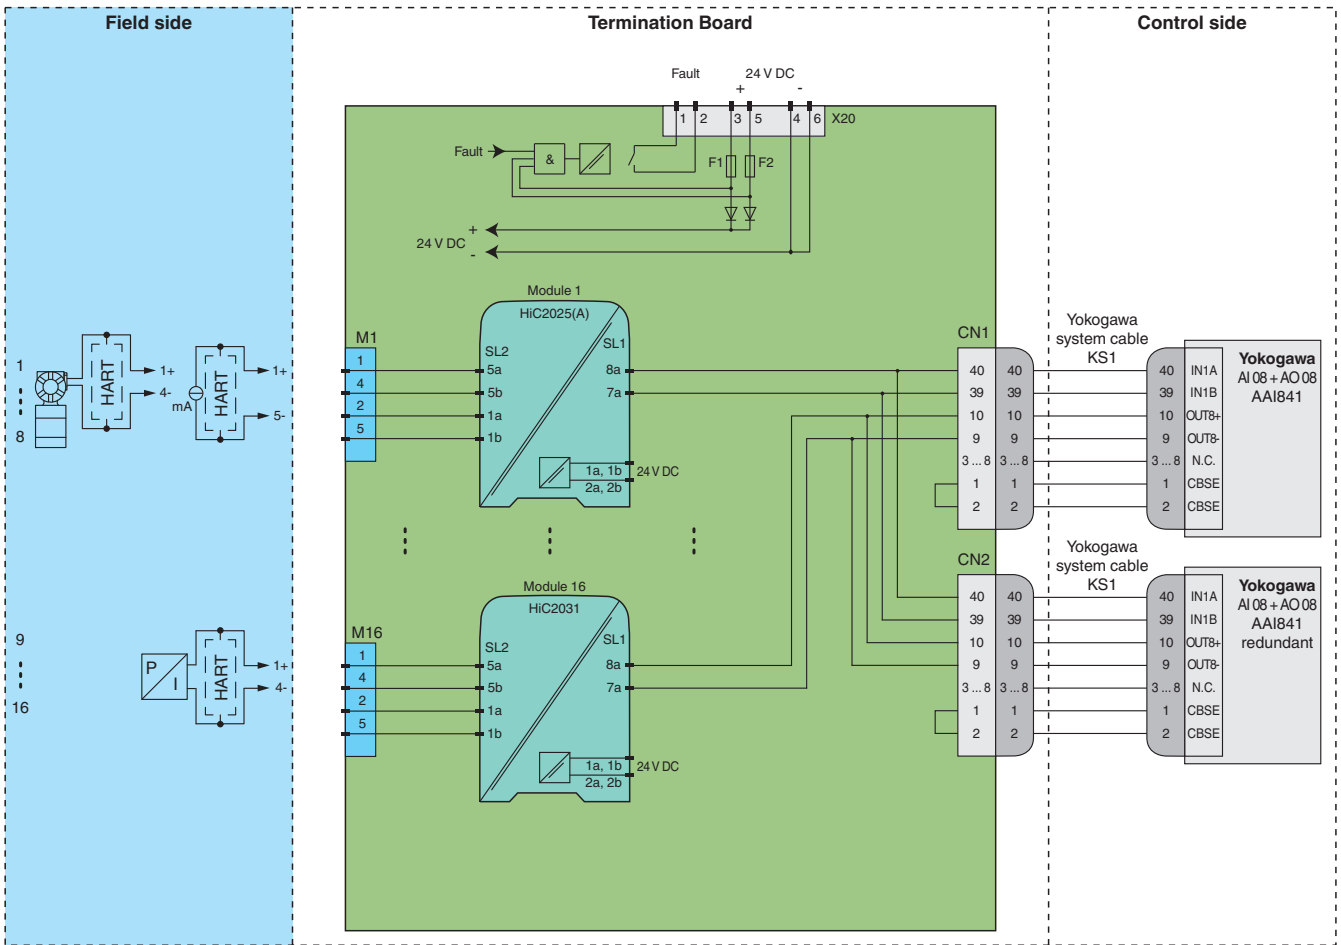 Field side
Termination Board
Control side
Fault
24 V DC
+
-
1 2 3 5 4 6 X20
Fault
&
F1
F2
+
24 V DC
-
Module 1
HiC2025(A)
M1
SL2
SL1
1
4
2
5
5a
5b
1a
1b
8a
7a
1a, 1b
2a, 2b
24 V DC
1
8
HART
1+
4-
mA
HART
1+
5-
CN1
Yokogawa
system cable
KS1
40 40 40 IN1A
39 39 39 IN1B
10 10 10 OUT8+
9 9 9 OUT8-
3 ... 8 3 ... 8 3 ... 8 N.C.
1 1 1 CBSE
2 2 2 CBSE
Yokogawa
AI 08 + AO 08
AAI841
Module 16
HiC2031
M16
SL2
SL1
1
4
2
5
5a
5b
1a
1b
8a
7a
1a, 1b
2a, 2b
24 V DC
9
16
P
I
HART
1+
4-
CN2
Yokogawa
system cable
KS1
40 40 40 IN1A
39 39 39 IN1B
10 10 10 OUT8+
9 9 9 OUT8-
3 ... 8 3 ... 8 3 ... 8 N.C.
1 1 1 CBSE
2 2 2 CBSE
Yokogawa
AI 08 + AO 08
AAI841
redundant